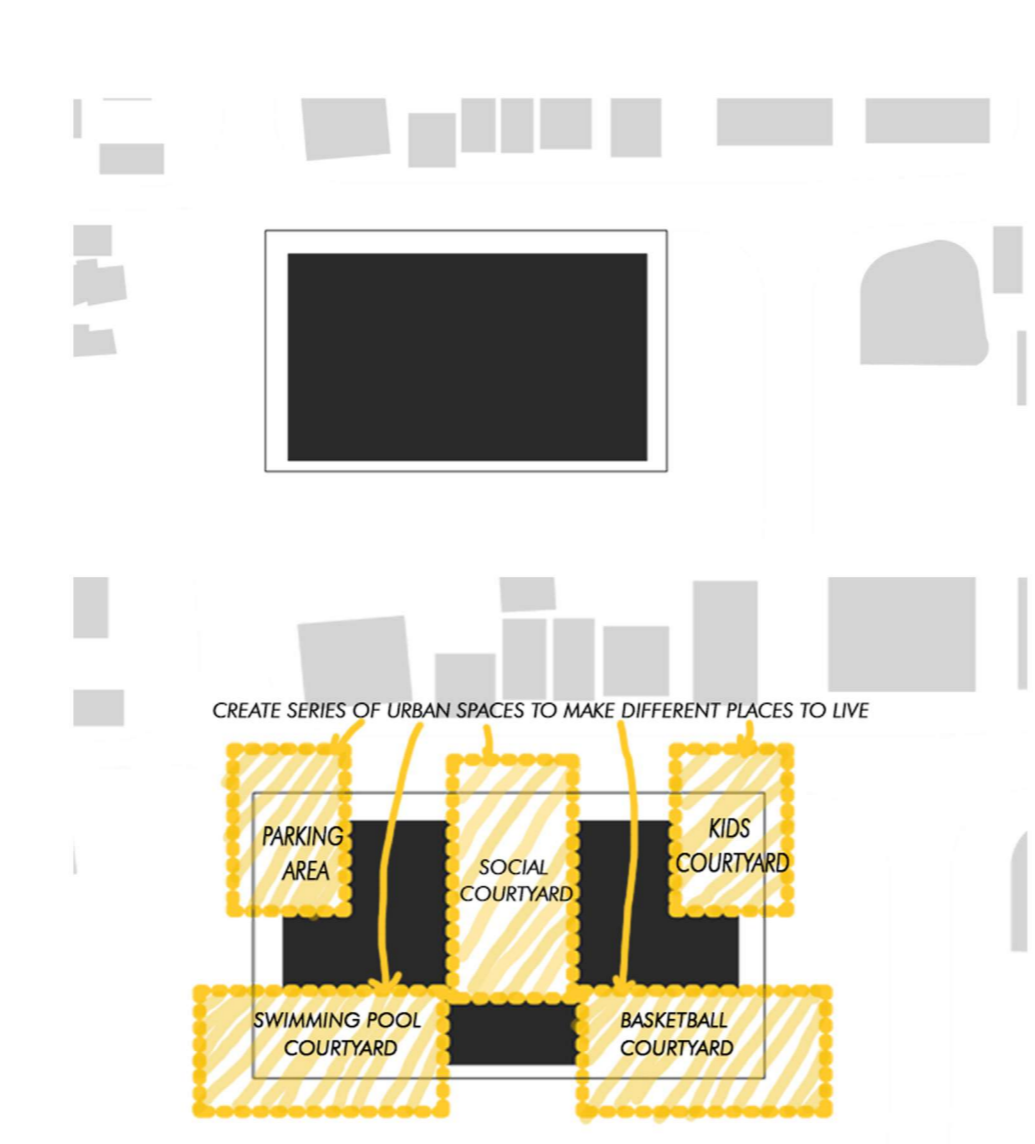 CREATE SERIES OF URBAN SPACES TO MAKE DIFFERENT PLACES TO LIVE
PARKING
AREA
SOCIAL
COURTYARD
KIDS
COURTYARD
SWIMMING POOL
COURTYARD
BASKETBALL
COURTYARD